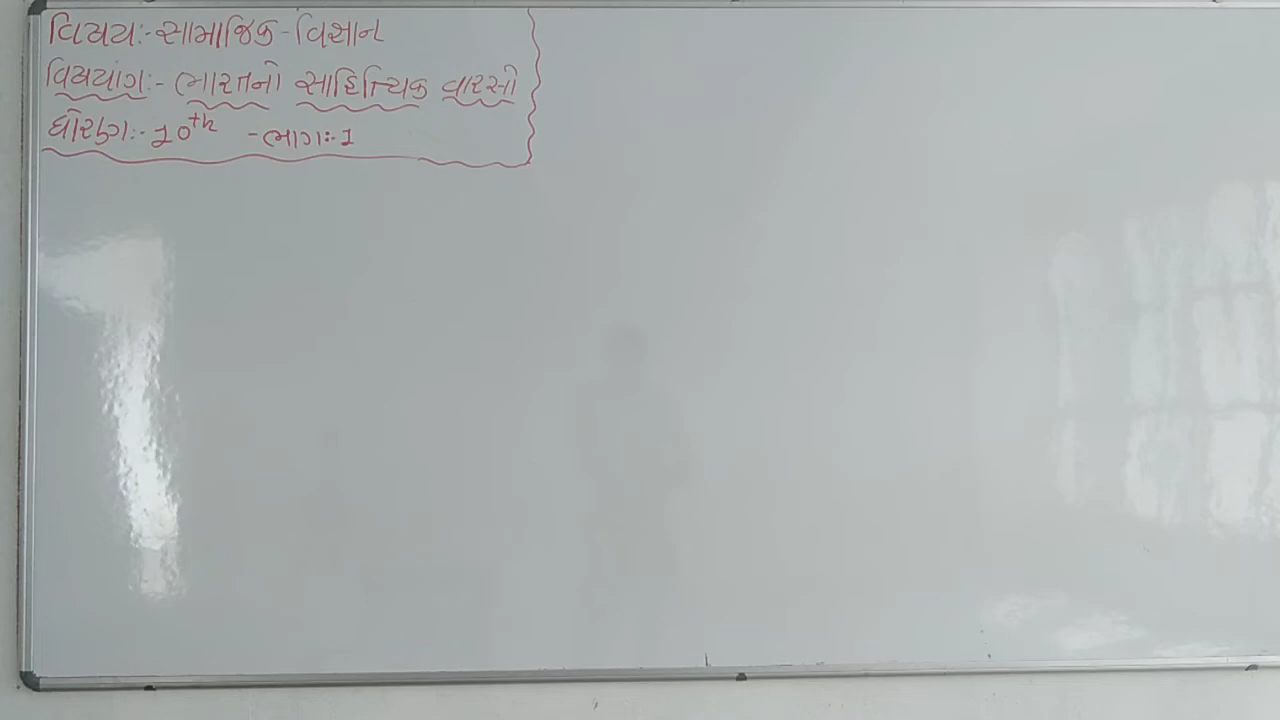 વિષય:-સામાજિક-વિજ્ઞાન
વિષયાંગ:- ભારતનો સાહિત્યિક વારસો
ધોરણ:- 10th -ભાગ:-1